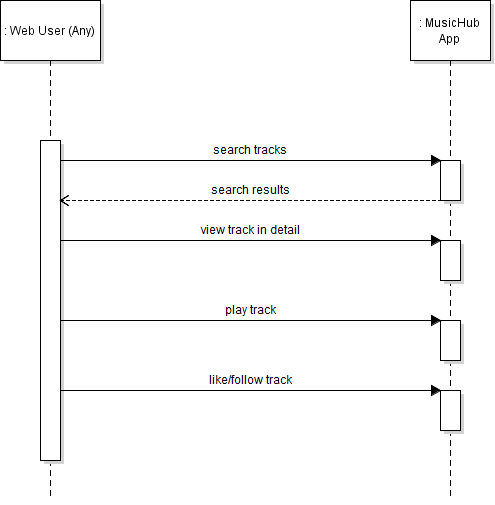 : Web User (Any)
: MusicHub
App
search tracks
search results
view track in detail
play track
like/follow track